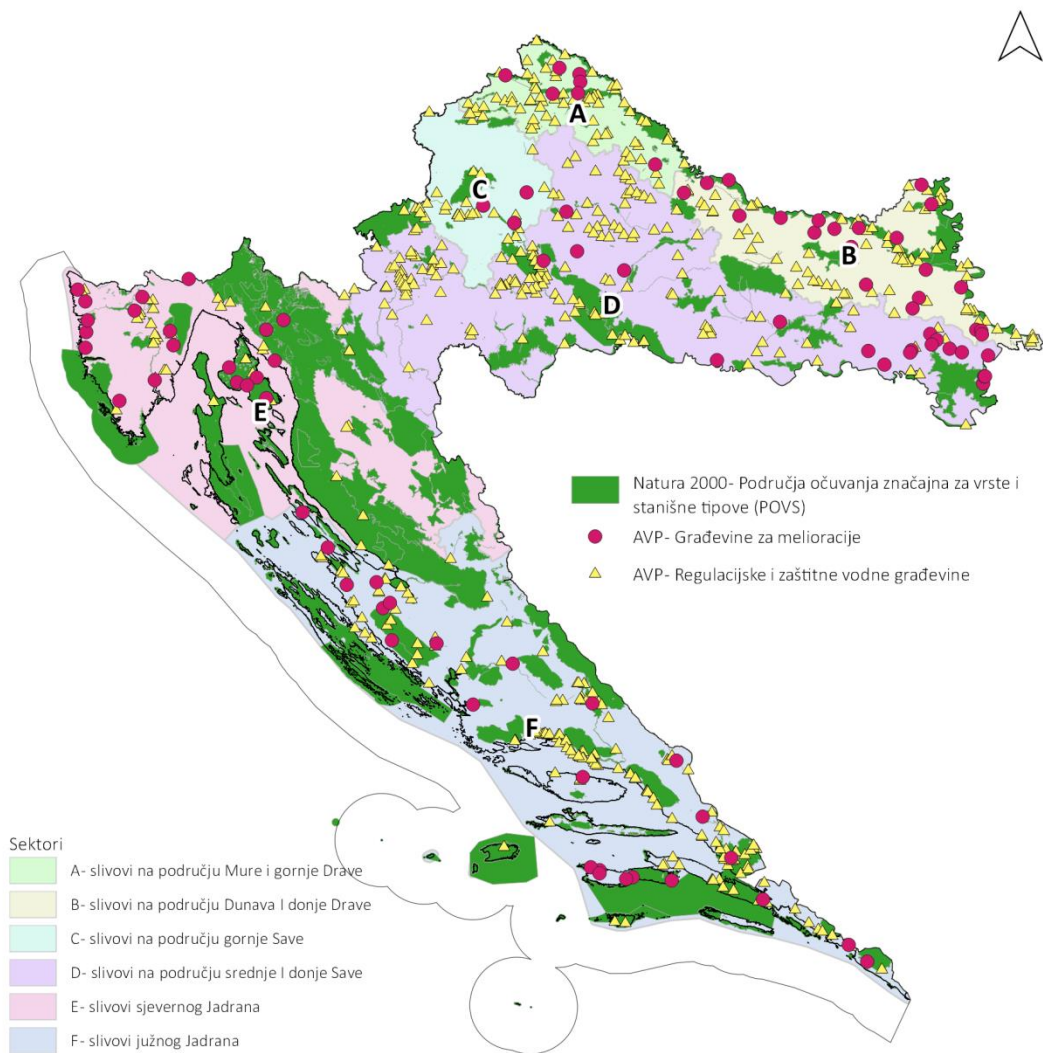 A
C
B
D
E
Natura 2000- Područja očuvanja značajna za vrste i
stanišne tipove (POVS)
AVP- Građevine za melioracije
AVP- Regulacijske i zaštitne vodne građevine
F
Sektori
A- slivovi na području Mure i gornje Drave
B- slivovi na području Dunava I donje Drave
C- slivovi na području gornje Save
D- slivovi na području srednje I donje Save
E- slivovi sjevernog Jadrana
F- slivovi južnog Jadrana